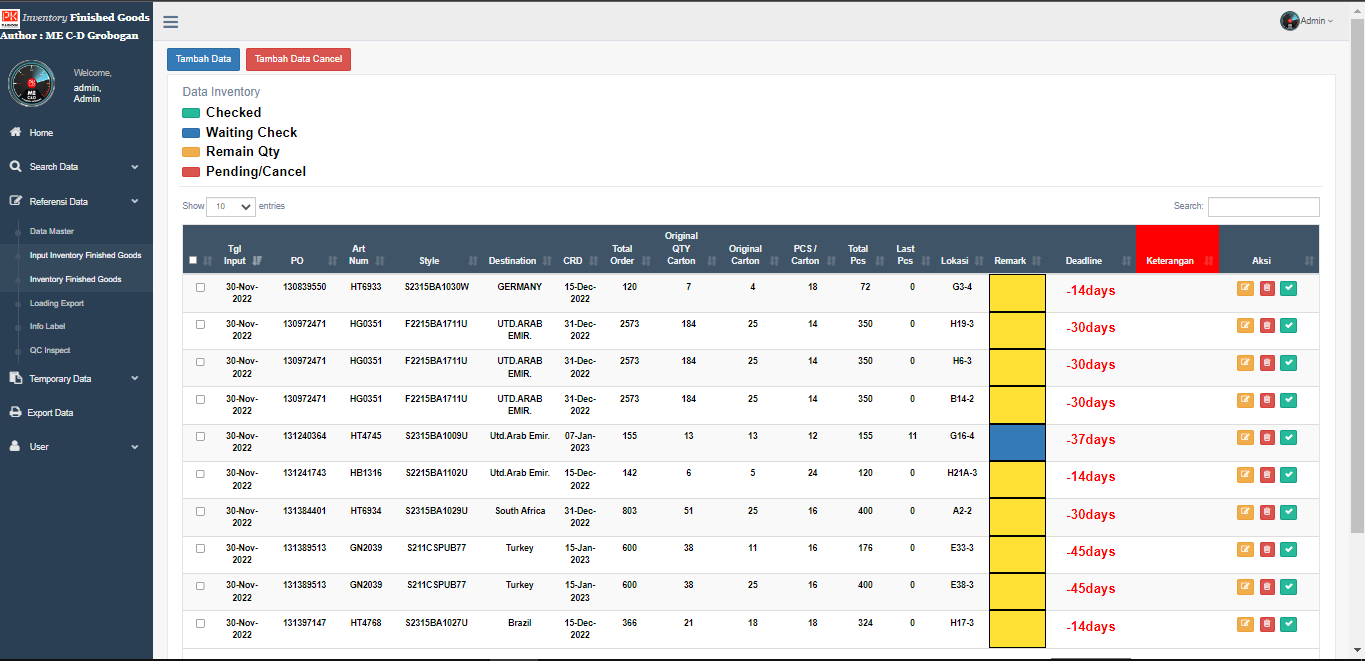 PK
Inventory Finished Goods
Author : ME C-D Grobogan
Welcome,
admin,
Admin
Home
Search Data
Referensi Data
Data Master
Input Inventory Finished Goods
Inventory Finished Goods
Loading Export
Info Label
QC Inspect
Temporary Data
Export Data
User
Admin
Tambah Data Tambah Data Cancel
Data Inventory
Checked
Waiting Check
Remain Qty
Pending/Cancel
Show 10 entries Search:
Tgl Input PO Art Num Style Destination CRD Total Order Original QTY Carton Original Carton PCS / Carton Total Pcs Last Pcs Lokasi Remark Deadline Keterangan Aksi
30-Nov-2022 130839550 HT6933 S2315BA1030W GERMANY 15-Dec-2022 120 7 4 18 72 0 G3-4 -14days
30-Nov-2022 130972471 HG0351 F2215BA1711U UTD.ARAB EMIR. 31-Dec-2022 2573 184 25 14 350 0 H19-3 -30days
30-Nov-2022 130972471 HG0351 F2215BA1711U UTD.ARAB EMIR. 31-Dec-2022 2573 184 25 14 350 0 H6-3 -30days
30-Nov-2022 130972471 HG0351 F2215BA1711U UTD.ARAB EMIR. 31-Dec-2022 2573 184 25 14 350 0 B14-2 -30days
30-Nov-2022 131240364 HT4745 S2315BA1009U Utd.Arab Emir. 07-Jan-2023 155 13 13 12 155 11 G16-4 -37days
30-Nov-2022 131241743 HB1316 S2215BA1102U Utd.Arab Emir. 15-Dec-2022 142 6 5 24 120 0 H21A-3 -14days
30-Nov-2022 131384401 HT6934 S2315BA1029U South Africa 31-Dec-2022 803 51 25 16 400 0 A2-2 -30days
30-Nov-2022 131389513 GN2039 S211CSPUB77 Turkey 15-Jan-2023 600 38 11 16 176 0 E33-3 -45days
30-Nov-2022 131389513 GN2039 S211CSPUB77 Turkey 15-Jan-2023 600 38 25 16 400 0 E38-3 -45days
30-Nov-2022 131397147 HT4768 S2315BA1027U Brazil 15-Dec-2022 366 21 18 18 324 0 H17-3 -14days